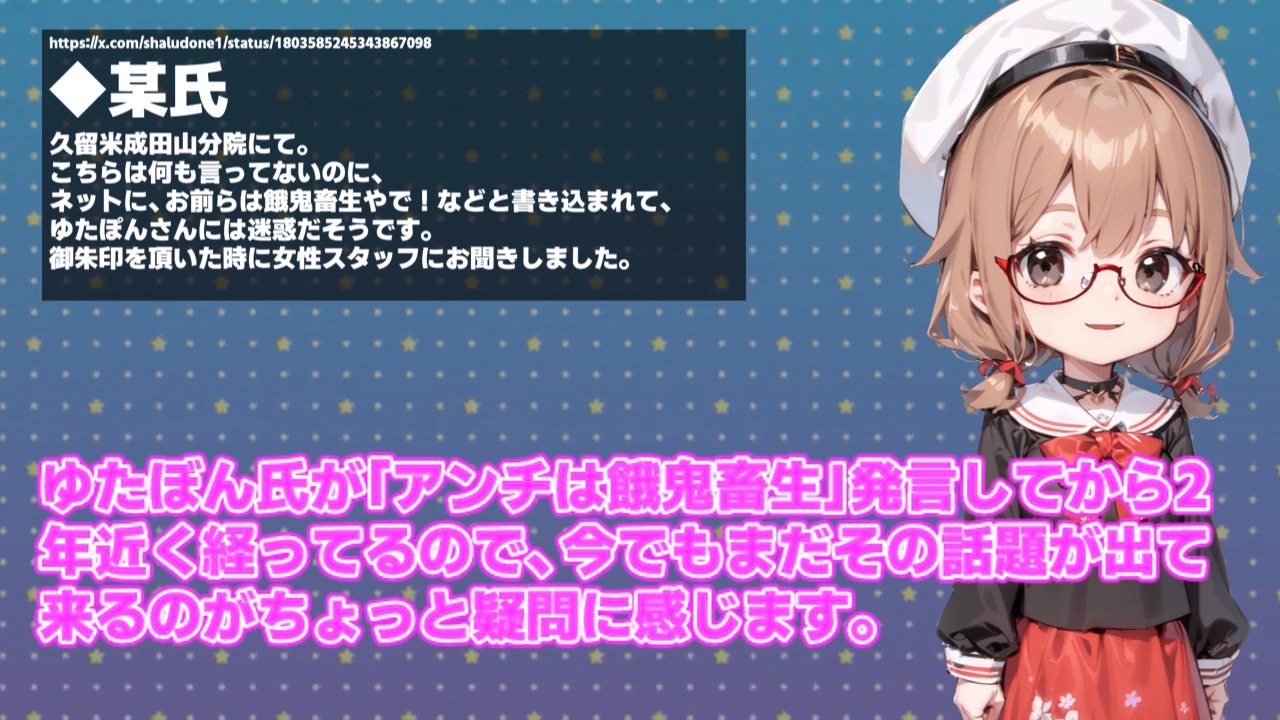 https://x.com/shaludone1/status/1803585245343867098
◆某氏
久留米成田山分院にて。
こちらは何も言ってないのに、
ネットに、お前らは餓鬼畜生やで！などと書き込まれて、
ゆたぽんさんには迷惑だそうです。
御朱印を頂いた時に女性スタッフにお聞きしました。
ゆたぼん氏が「アンチは餓鬼畜生」発言してから2
年近く経ってるので、今でもまだその話題が出て
来るのがちょっと疑問に感じます。